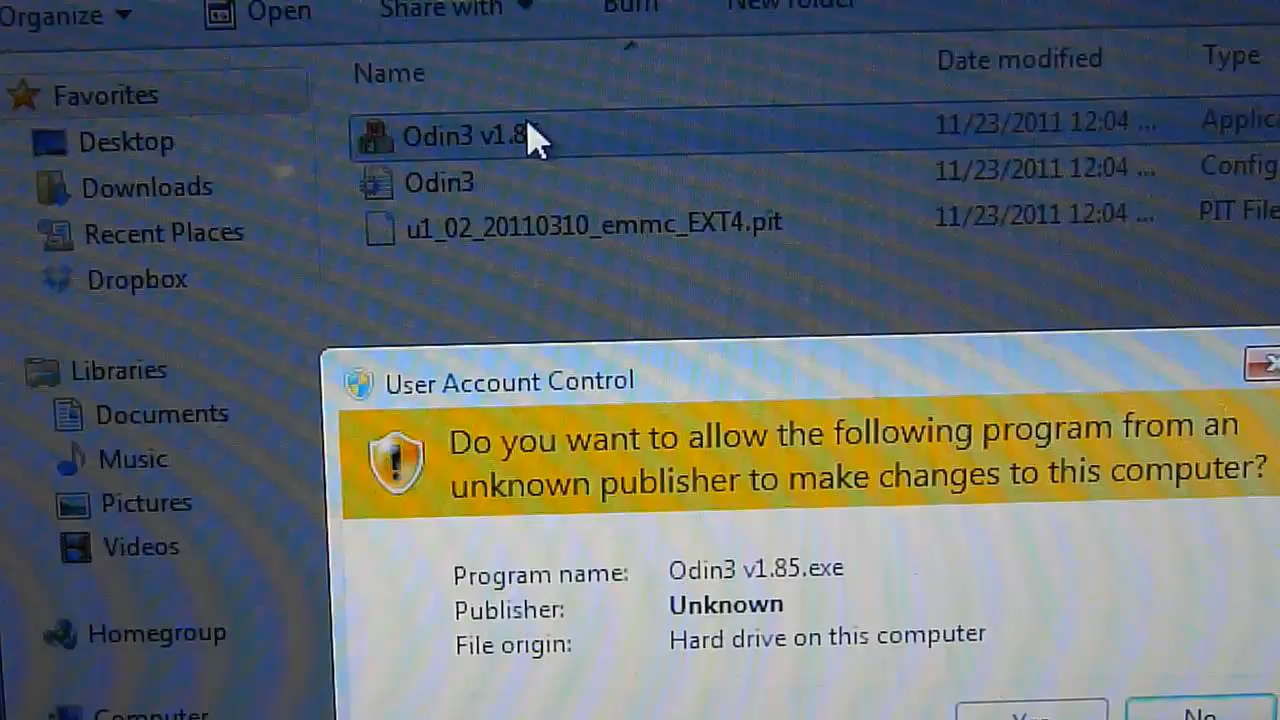 Organize Open Share with Burn New folder
Name Date modified Type
Favorites
Desktop
Downloads
Recent Places
Dropbox
Libraries
Documents
Music
Pictures
Videos
Homegroup
Computer
Odin3 v1.8 11/23/2011 12:04 ... Applic
Odin3 11/23/2011 12:04 ... Config
u1_02_20110310_emmc_EXT4.pit 11/23/2011 12:04 ... PIT File
User Account Control
Do you want to allow the following program from an
unknown publisher to make changes to this computer?
Program name: Odin3 v1.85.exe
Publisher: Unknown
File origin: Hard drive on this computer
Yes No